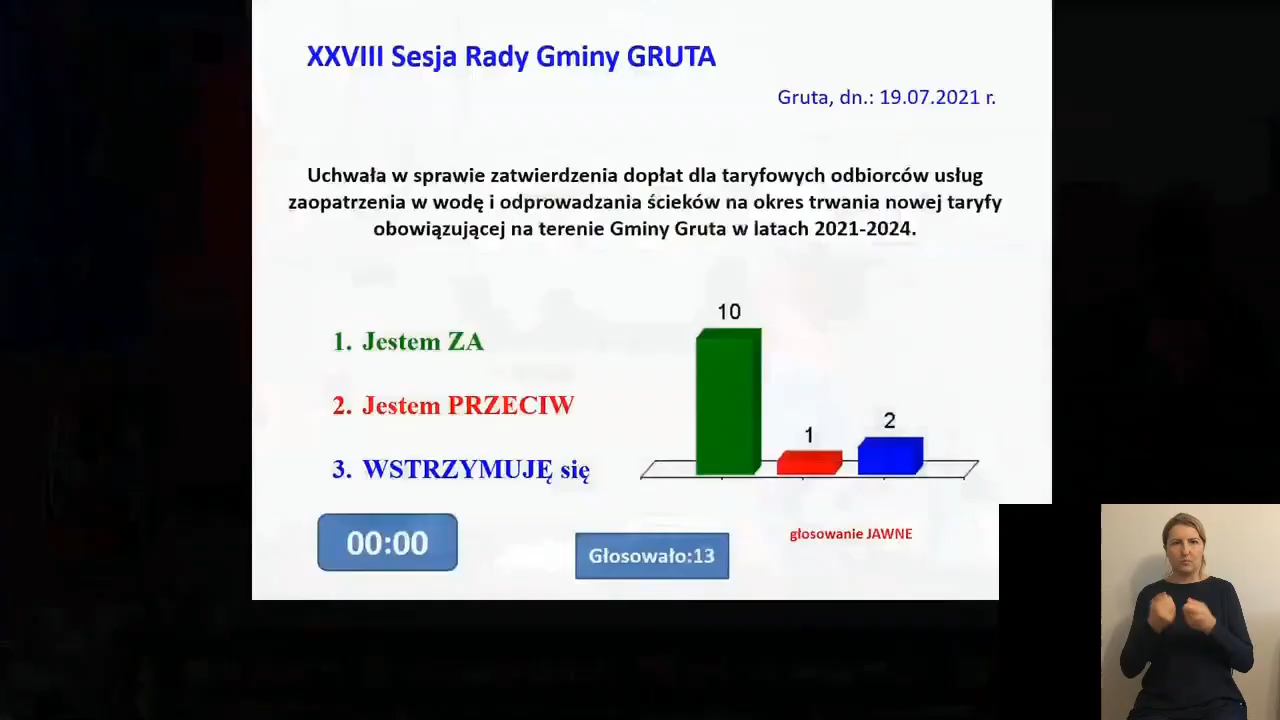 XXVIII Sesja Rady Gminy GRUTA
Gruta, dn.: 19.07.2021 r.
Uchwała w sprawie zatwierdzenia dopłat dla taryfowych odbiorców usług
zaopatrzenia w wodę i odprowadzania ścieków na okres trwania nowej taryfy
obowiązującej na terenie Gminy Gruta w latach 2021-2024.
1. Jestem ZA
2. Jestem PRZECIW
3. WSTRZYMUJĘ się
10
1
2
00:00
Głosowało:13
głosowanie JAWNE